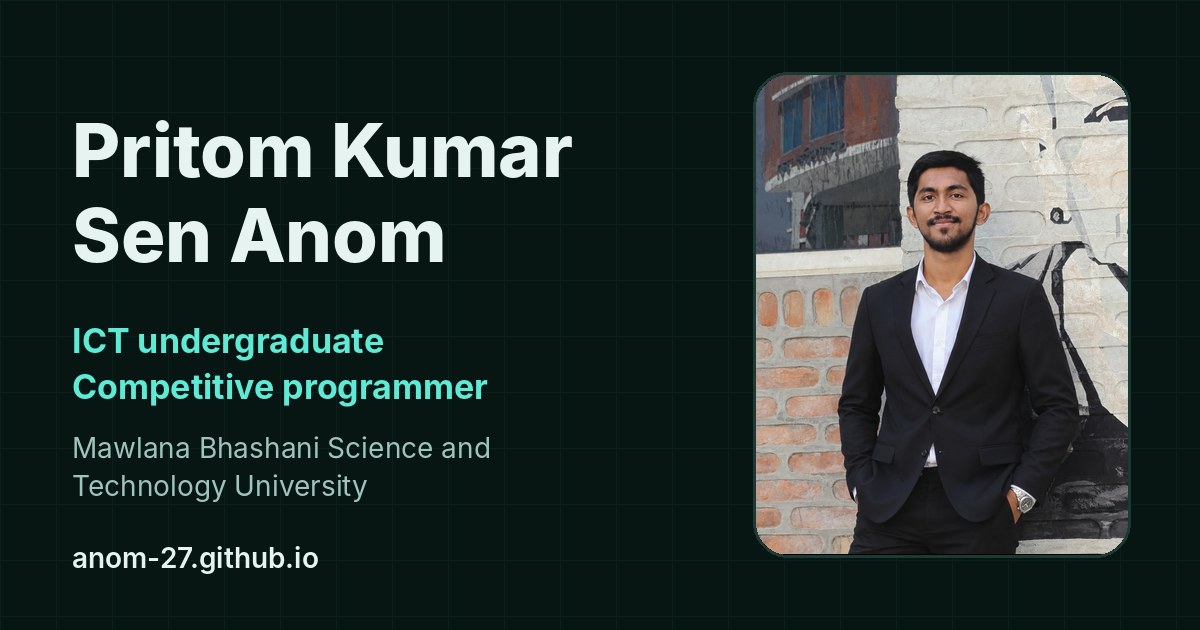 Pritom Kumar
Sen Anom
ICT undergraduate
Competitive programmer
Mawlana Bhashani Science and
Technology University
anom-27.github.io